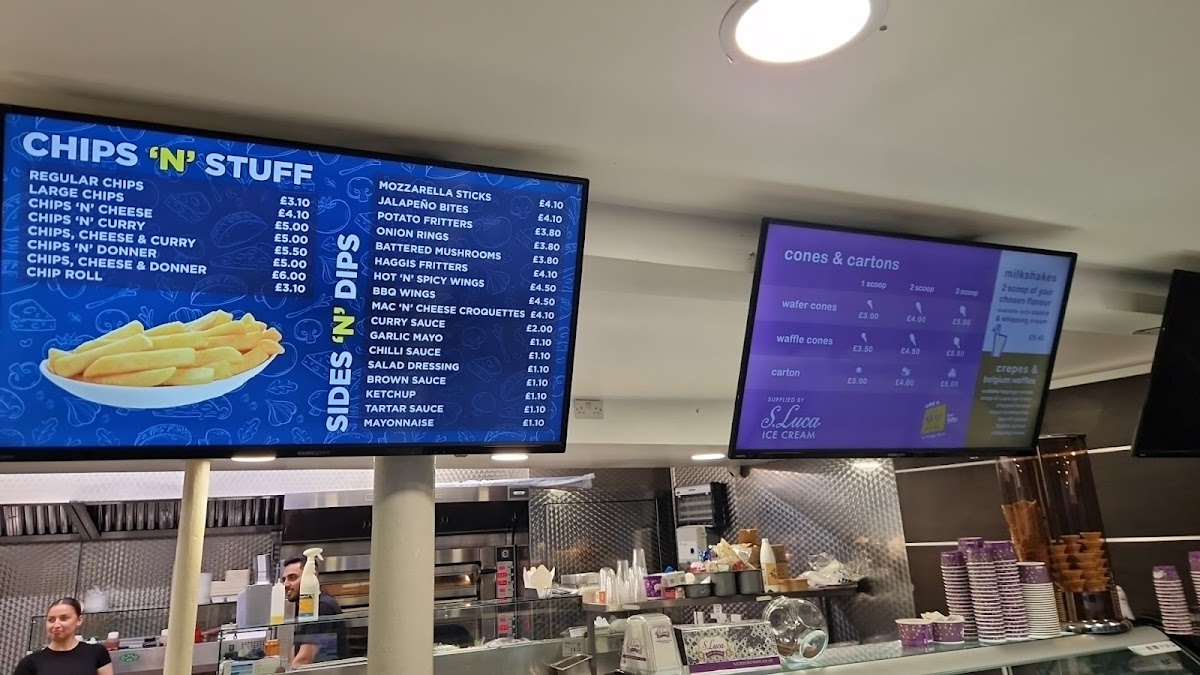 CHIPS 'N' STUFF
REGULAR CHIPS £3.10
LARGE CHIPS £4.10
CHIPS 'N' CHEESE £5.00
CHIPS 'N' CURRY £5.00
CHIPS, CHEESE & CURRY £5.50
CHIPS 'N' DONNER £5.00
CHIPS, CHEESE & DONNER £6.00
CHIP ROLL £3.10
SIDES 'N' DIPS
MOZZARELLA STICKS £4.10
JALAPEÑO BITES £4.10
POTATO FRITTERS £3.80
ONION RINGS £3.80
BATTERED MUSHROOMS £4.10
HAGGIS FRITTERS £4.50
HOT 'N' SPICY WINGS £4.50
BBQ WINGS £4.10
MAC 'N' CHEESE CROQUETTES £2.00
CURRY SAUCE £1.10
GARLIC MAYO £1.10
CHILLI SAUCE £1.10
SALAD DRESSING £1.10
BROWN SAUCE £1.10
KETCHUP £1.10
TARTAR SAUCE £1.10
MAYONNAISE
cones & cartons
1 scoop 2 scoop 3 scoop
wafer cones £3.00 £4.00 £5.00
waffle cones £3.50 £4.50 £5.50
carton £3.00 £4.00 £5.00
SUPPLIED BY
S.Luca
ICE CREAM
milkshakes
2 scoop of your
chosen flavour
available with sauce
& whipping cream
crepes &
belgium waffles
S.Luca